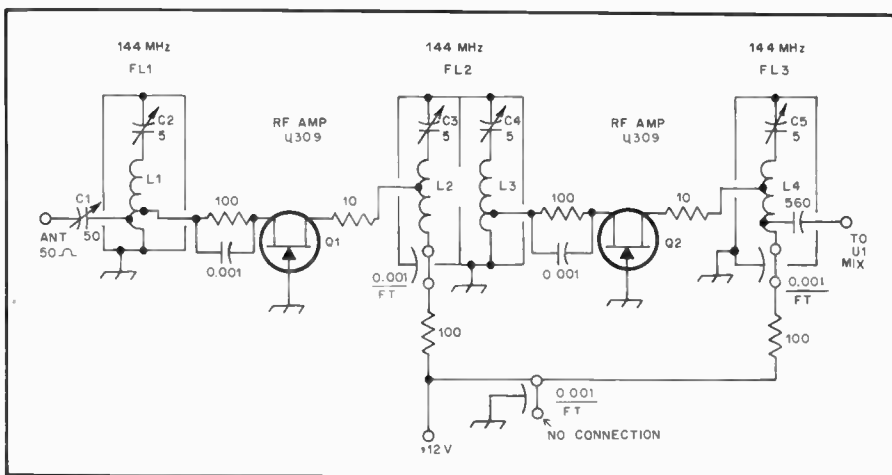 144 MHz
FL1
144 MHz
FL2
144 MHz
FL3
C2
5
RF AMP
U309
C3
5
C4
5
RF AMP
U309
C5
5
L1
100
10
L2
L3
100
10
L4
560
C1
50
ANT
50Ω
0.001
Q1
0.001
Q2
TO
U1
MIX
0.001
FT
0.001
FT
100
100
0.001
FT
NO CONNECTION
+12V